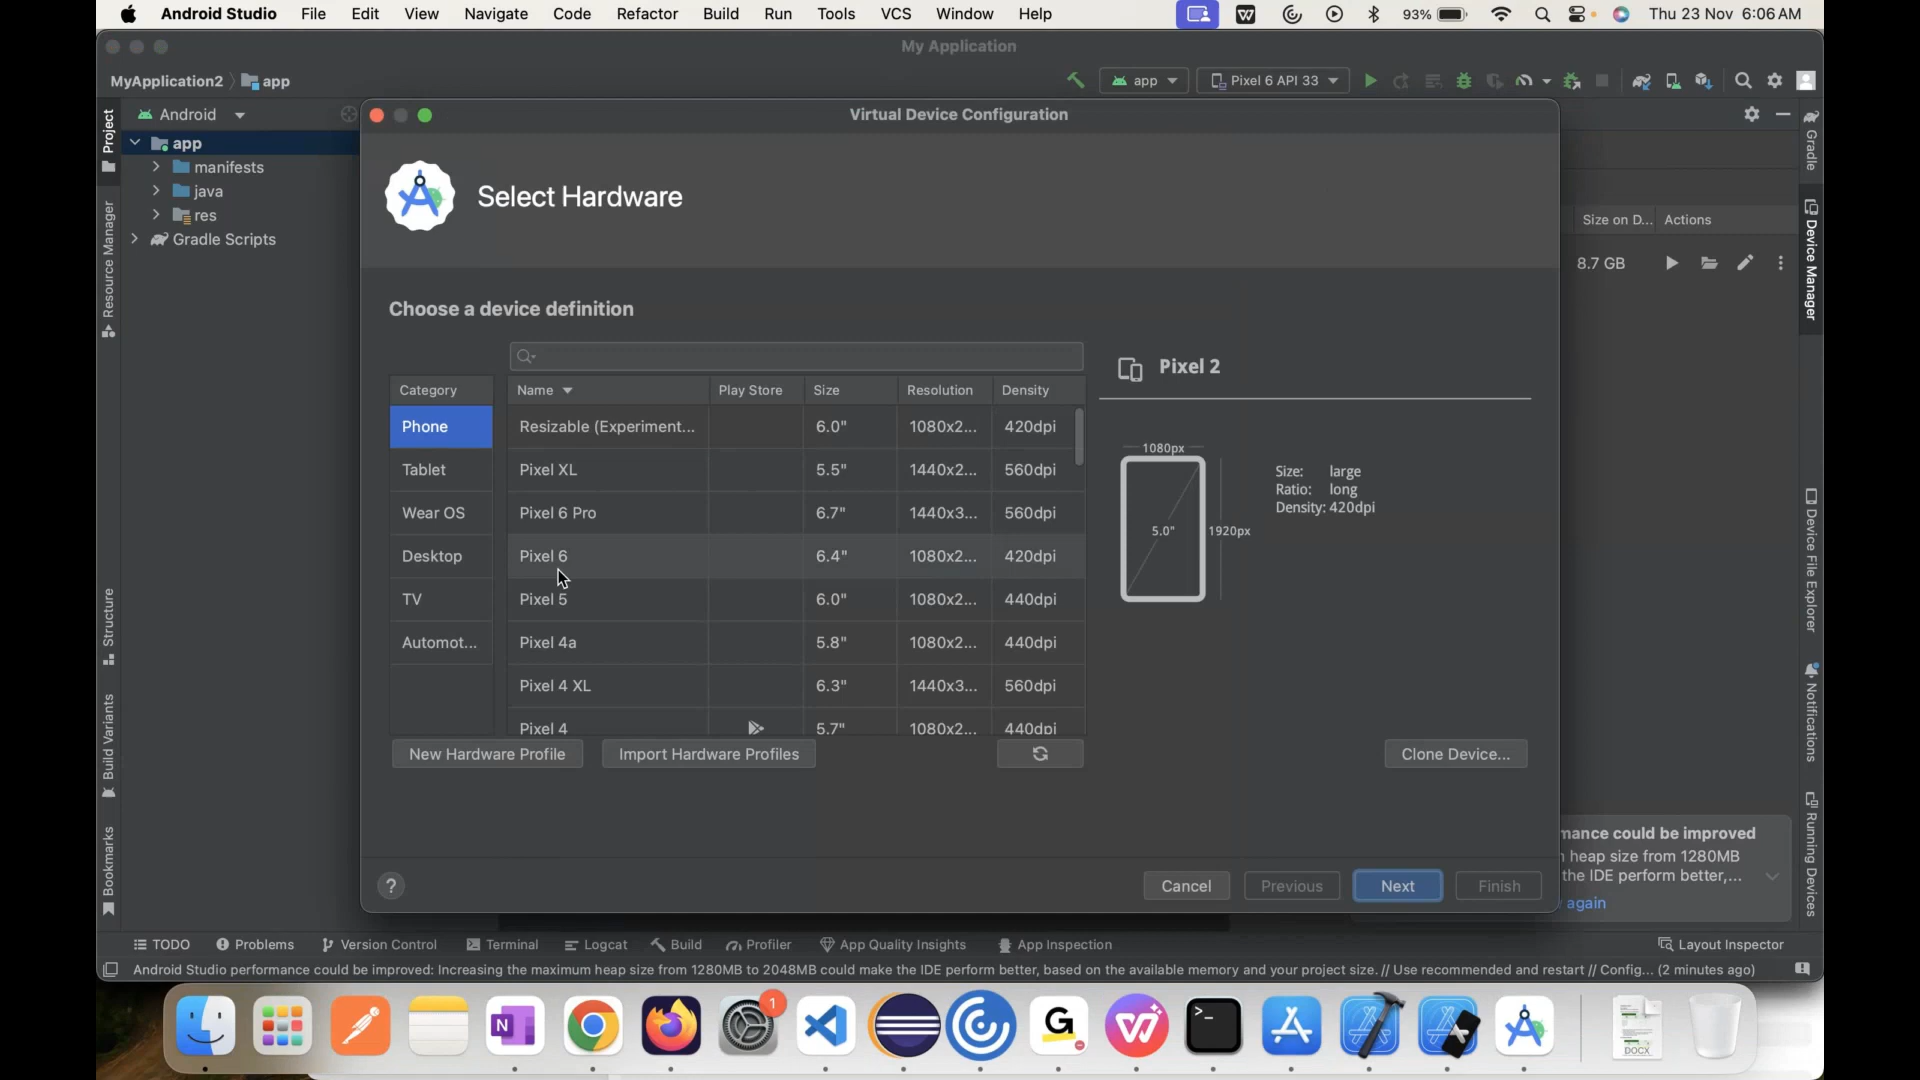 Android Studio File Edit View Navigate Code Refactor Build Run Tools VCS Window Help 93% Thu 23 Nov 6:06 AM
My Application
MyApplication2 app app Pixel 6 API 33
Android
Virtual Device Configuration
Project
app
manifests
java
res
Gradle Scripts
Resource Manager
Structure
Build Variants
Bookmarks
Select Hardware
Choose a device definition
Category
Phone
Tablet
Wear OS
Desktop
TV
Automot...
Name Play Store Size Resolution Density
Resizable (Experiment... 6.0" 1080x2... 420dpi
Pixel XL 5.5" 1440x2... 560dpi
Pixel 6 Pro 6.7" 1440x3... 560dpi
Pixel 6 6.4" 1080x2... 420dpi
Pixel 5 6.0" 1080x2... 440dpi
Pixel 4a 5.8" 1080x2... 440dpi
Pixel 4 XL 6.3" 1440x3... 560dpi
Pixel 4 5.7" 1080x2... 440dpi
Pixel 2
1080px
5.0"
1920px
Size: large
Ratio: long
Density: 420dpi
New Hardware Profile Import Hardware Profiles Clone Device...
? Cancel Previous Next Finish
Size on D... Actions
8.7 GB
Gradle
Device Manager
Device File Explorer
Notifications
Running Devices
mance could be improved
heap size from 1280MB
the IDE perform better,...
again
TODO Problems Version Control Terminal Logcat Build Profiler App Quality Insights App Inspection Layout Inspector
Android Studio performance could be improved: Increasing the maximum heap size from 1280MB to 2048MB could make the IDE perform better, based on the available memory and your project size. // Use recommended and restart // Config... (2 minutes ago)
1
N
G
>_
DOCX